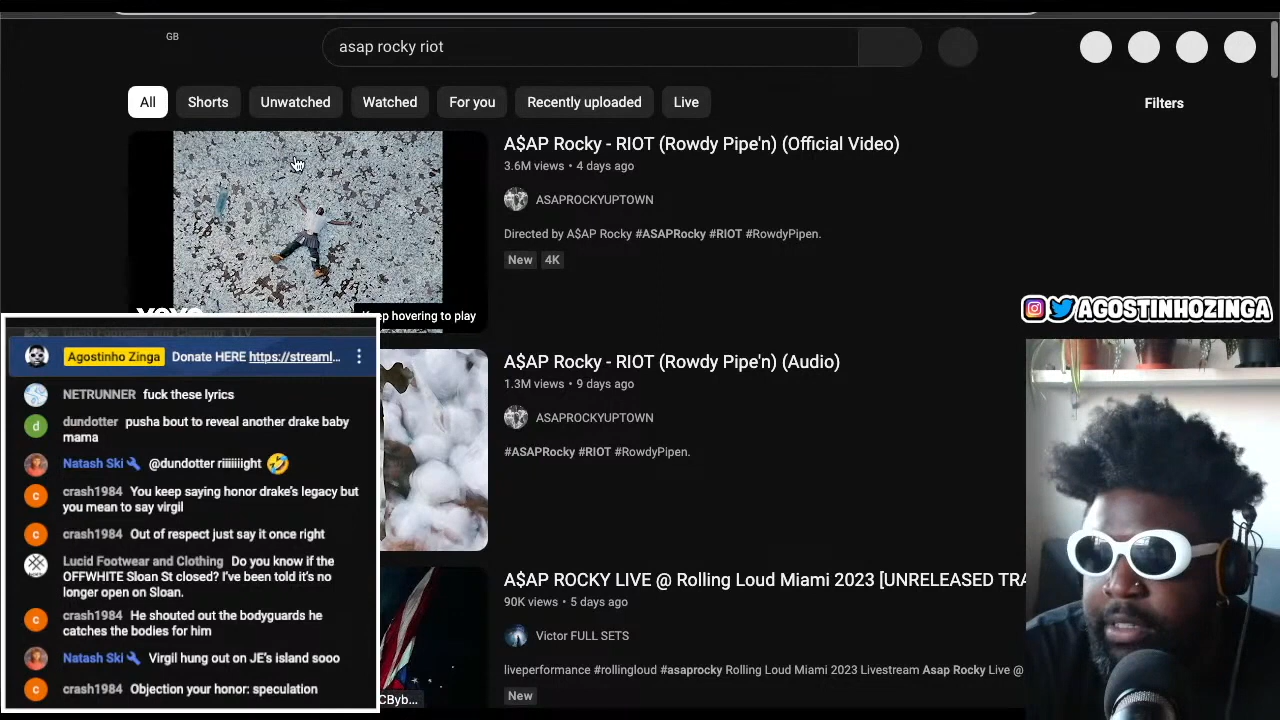 GB
asap rocky riot
All
Shorts
Unwatched
Watched
For you
Recently uploaded
Live
Filters
A$AP Rocky - RIOT (Rowdy Pipe'n) (Official Video)
3.6M views • 4 days ago
ASAPROCKYUPTOWN
Directed by A$AP Rocky #ASAPRocky #RIOT #RowdyPipen.
New
4K
hovering to play
A$AP Rocky - RIOT (Rowdy Pipe'n) (Audio)
1.3M views • 9 days ago
ASAPROCKYUPTOWN
#ASAPRocky #RIOT #RowdyPipen.
A$AP ROCKY LIVE @ Rolling Loud Miami 2023 [UNRELEASED TRA
90K views • 5 days ago
Victor FULL SETS
liveperformance #rollingloud #asaprocky Rolling Loud Miami 2023 Livestream Asap Rocky Live @
New
CByb...
AGOSTINHOZINGA
Lucid Footwear and Clothing
Agostinho Zinga Donate HERE https://streaml...
NETRUNNER fuck these lyrics
d
dundotter pusha bout to reveal another drake baby
mama
Natash Ski @dundotter riiiiiiight
c
crash1984 You keep saying honor drake's legacy but
you mean to say virgil
c
crash1984 Out of respect just say it once right
Lucid Footwear and Clothing Do you know if the
OFFWHITE Sloan St closed? I've been told it's no
longer open on Sloan.
c
crash1984 He shouted out the bodyguards he
catches the bodies for him
Natash Ski Virgil hung out on JE's island sooo
c
crash1984 Objection your honor: speculation